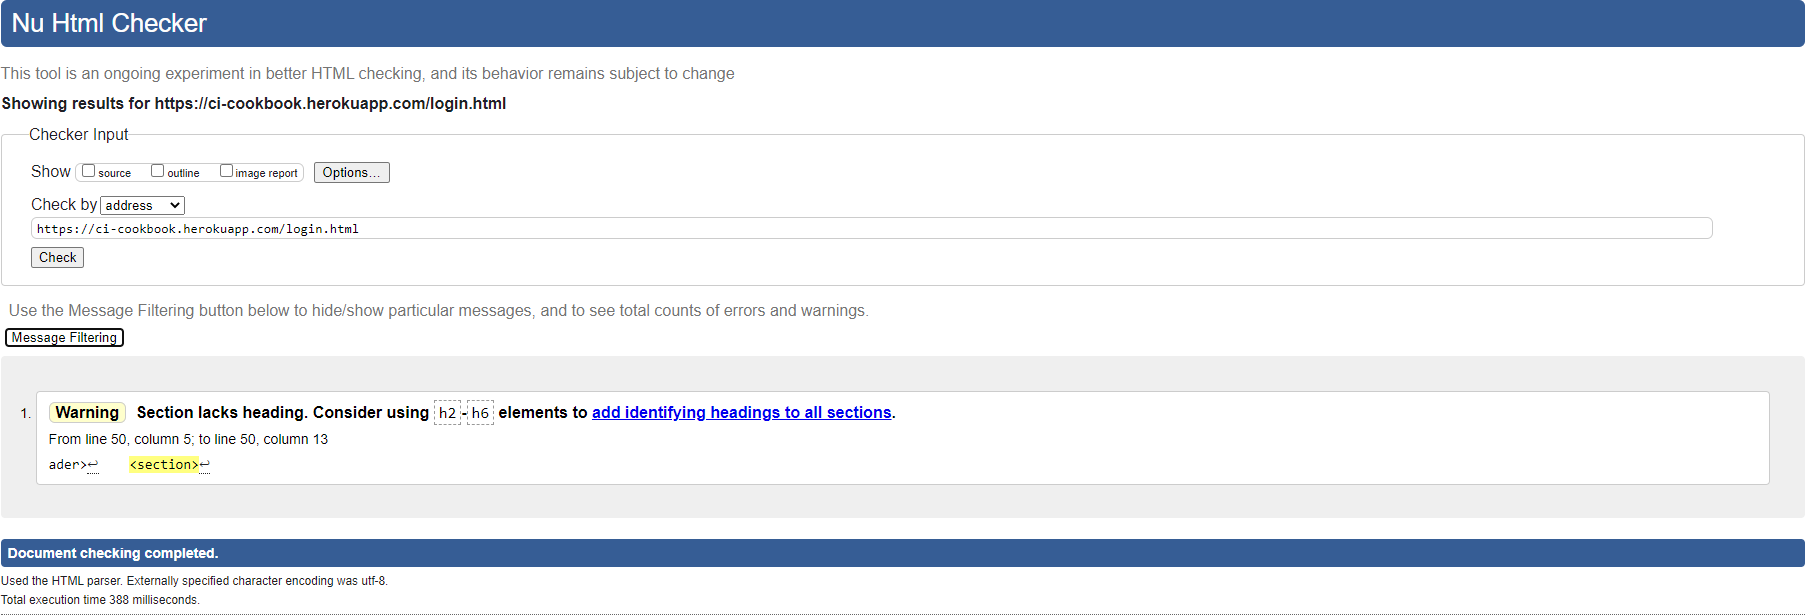 Nu Html Checker
This tool is an ongoing experiment in better HTML checking, and its behavior remains subject to change
Showing results for https://ci-cookbook.herokuapp.com/login.html
Checker Input
Show source outline image report Options...
Check by address
https://ci-cookbook.herokuapp.com/login.html
Check
Use the Message Filtering button below to hide/show particular messages, and to see total counts of errors and warnings.
Message Filtering
1. Warning Section lacks heading. Consider using h2-h6 elements to add identifying headings to all sections.
From line 50, column 5; to line 50, column 13
ader>↩ <section>↩
Document checking completed.
Used the HTML parser. Externally specified character encoding was utf-8.
Total execution time 388 milliseconds.